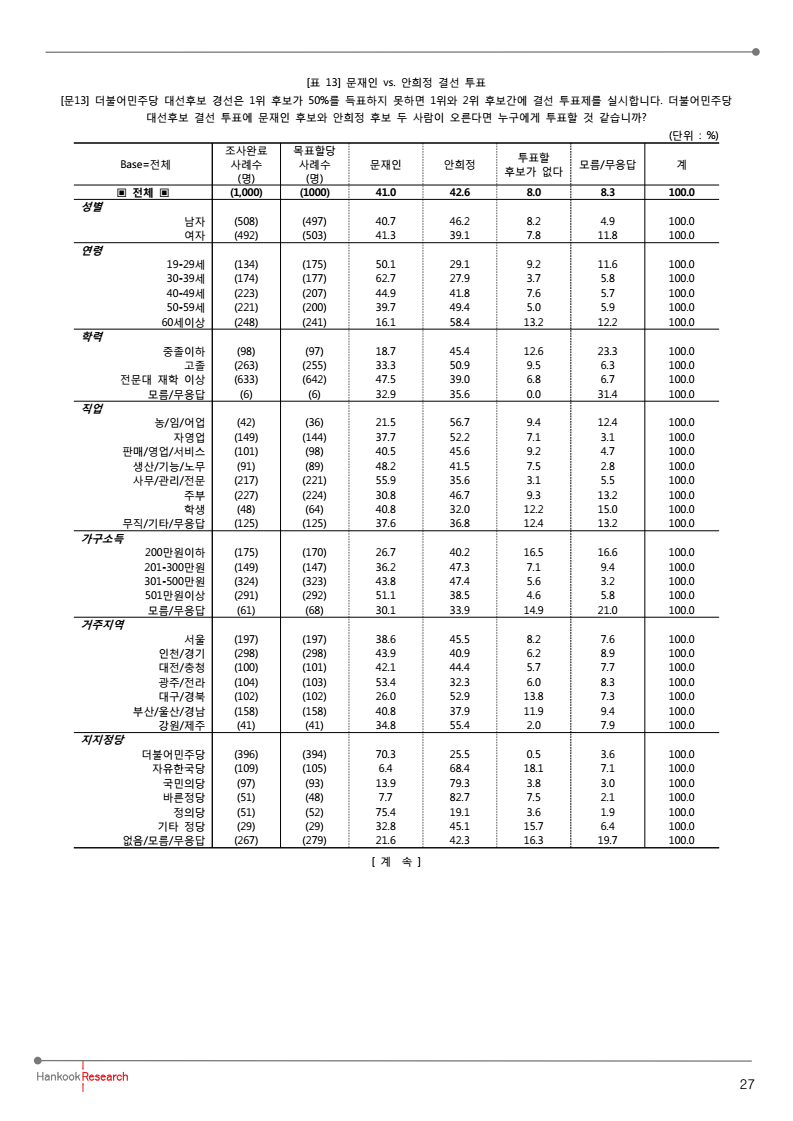 [표 13] 문재인 vs. 안희정 결선 투표
[문13] 더불어민주당 대선후보 경선은 1위 후보가 50%를 득표하지 못하면 1위와 2위 후보간에 결선 투표제를 실시합니다. 더불어민주당
대선후보 결선 투표에 문재인 후보와 안희정 후보 두 사람이 오른다면 누구에게 투표할 것 같습니까?
(단위 : %)
Base=전체 조사완료 사례수 (명) 목표할당 사례수 (명) 문재인 안희정 투표할 후보가 없다 모름/무응답 계
▣ 전체 ▣ (1,000) (1000) 41.0 42.6 8.0 8.3 100.0
성별
남자 (508) (497) 40.7 46.2 8.2 4.9 100.0
여자 (492) (503) 41.3 39.1 7.8 11.8 100.0
연령
19-29세 (134) (175) 50.1 29.1 9.2 11.6 100.0
30-39세 (174) (177) 62.7 27.9 3.7 5.8 100.0
40-49세 (223) (207) 44.9 41.8 7.6 5.7 100.0
50-59세 (221) (200) 39.7 49.4 5.0 5.9 100.0
60세이상 (248) (241) 16.1 58.4 13.2 12.2 100.0
학력
중졸이하 (98) (97) 18.7 45.4 12.6 23.3 100.0
고졸 (263) (255) 33.3 50.9 9.5 6.3 100.0
전문대 재학 이상 (633) (642) 47.5 39.0 6.8 6.7 100.0
모름/무응답 (6) (6) 32.9 35.6 0.0 31.4 100.0
직업
농/임/어업 (42) (36) 21.5 56.7 9.4 12.4 100.0
자영업 (149) (144) 37.7 52.2 7.1 3.1 100.0
판매/영업/서비스 (101) (98) 40.5 45.6 9.2 4.7 100.0
생산/기능/노무 (91) (89) 48.2 41.5 7.5 2.8 100.0
사무/관리/전문 (217) (221) 55.9 35.6 3.1 5.5 100.0
주부 (227) (224) 30.8 46.7 9.3 13.2 100.0
학생 (48) (64) 40.8 32.0 12.2 15.0 100.0
무직/기타/무응답 (125) (125) 37.6 36.8 12.4 13.2 100.0
가구소득
200만원이하 (175) (170) 26.7 40.2 16.5 16.6 100.0
201-300만원 (149) (147) 36.2 47.3 7.1 9.4 100.0
301-500만원 (324) (323) 43.8 47.4 5.6 3.2 100.0
501만원이상 (291) (292) 51.1 38.5 4.6 5.8 100.0
모름/무응답 (61) (68) 30.1 33.9 14.9 21.0 100.0
거주지역
서울 (197) (197) 38.6 45.5 8.2 7.6 100.0
인천/경기 (298) (298) 43.9 40.9 6.2 8.9 100.0
대전/충청 (100) (101) 42.1 44.4 5.7 7.7 100.0
광주/전라 (104) (103) 53.4 32.3 6.0 8.3 100.0
대구/경북 (102) (102) 26.0 52.9 13.8 7.3 100.0
부산/울산/경남 (158) (158) 40.8 37.9 11.9 9.4 100.0
강원/제주 (41) (41) 34.8 55.4 2.0 7.9 100.0
지지정당
더불어민주당 (396) (394) 70.3 25.5 0.5 3.6 100.0
자유한국당 (109) (105) 6.4 68.4 18.1 7.1 100.0
국민의당 (97) (93) 13.9 79.3 3.8 3.0 100.0
바른정당 (51) (48) 7.7 82.7 7.5 2.1 100.0
정의당 (51) (52) 75.4 19.1 3.6 1.9 100.0
기타 정당 (29) (29) 32.8 45.1 15.7 6.4 100.0
없음/모름/무응답 (267) (279) 21.6 42.3 16.3 19.7 100.0
[ 계 속 ]
Hankook Research
27